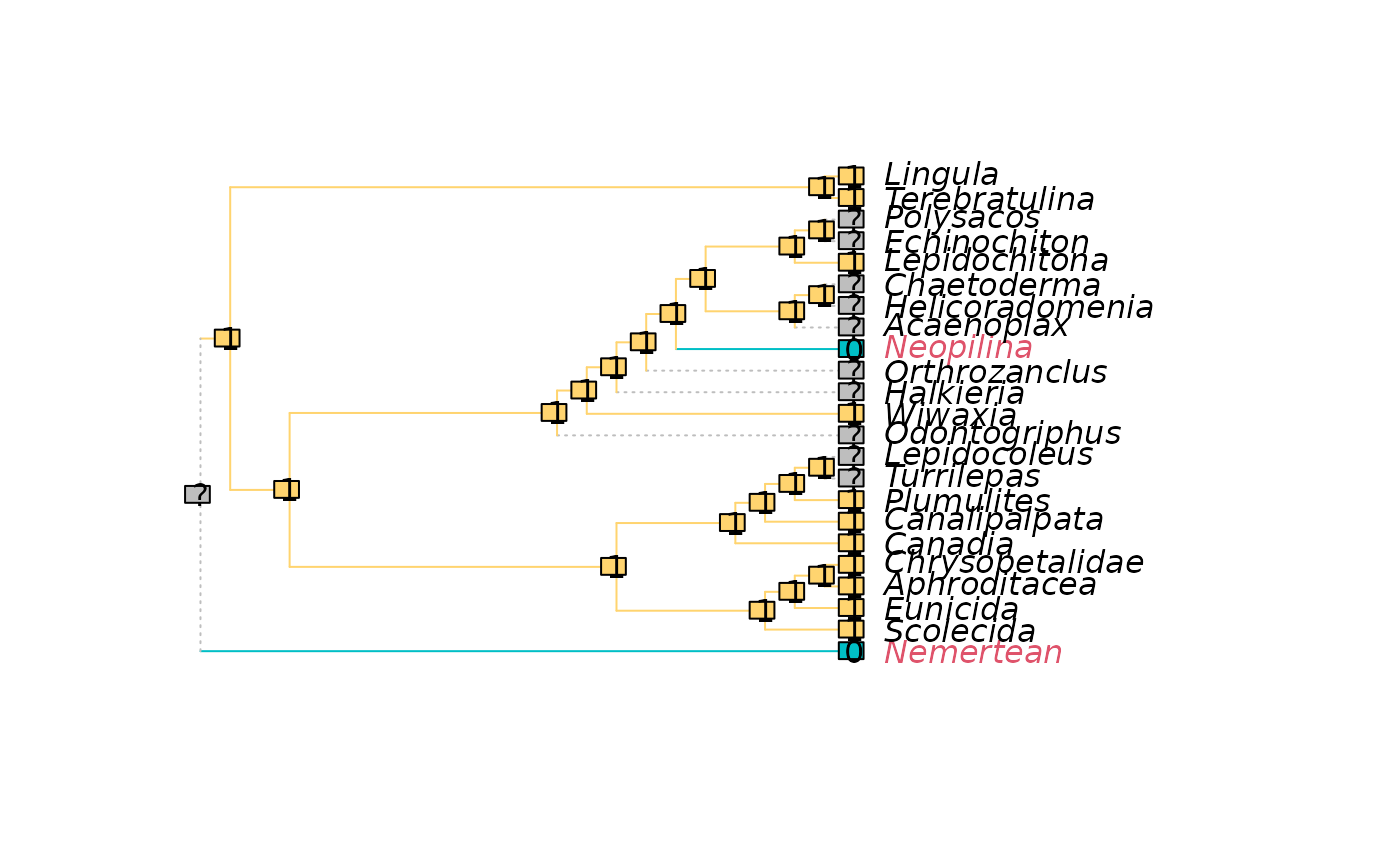 1 1 Lingula
1 Terebratulina
? Polysacos
1 ? Echinochiton
1 1 Lepidochitona
1 ? Chaetoderma
1 ? Helicoradomenia
1 ? Acaenoplax
1 0 Neopilina
1 ? Orthrozanclus
1 ? Halkieria
1 1 Wiwaxia
1 ? Odontogriphus
1 ? Lepidocoleus
1 ? Turrilepas
1 1 Plumulites
1 1 Canalipalpata
1 1 Canadia
1 1 Chrysopetalidae
1 1 Aphroditacea
1 1 Eunicida
1 1 Scolecida
? 0 Nemertean